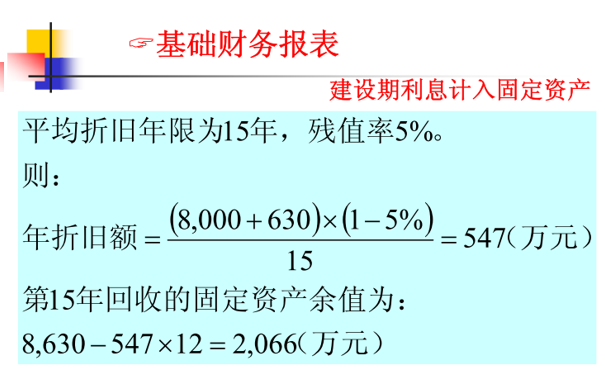 ☞基础财务报表
建设期利息计入固定资产
平均折旧年限为15年，残值率5%。
则：
年折旧额 = (8,000 + 630) × (1 − 5%) / 15 = 547(万元)
第15年回收的固定资产余值为：
8,630 − 547 × 12 = 2,066(万元)